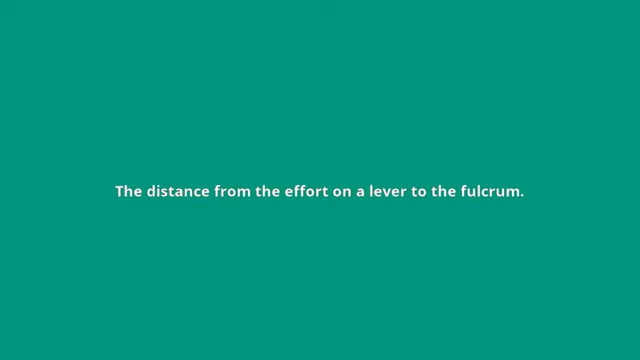 The distance from the effort on a lever to the fulcrum.